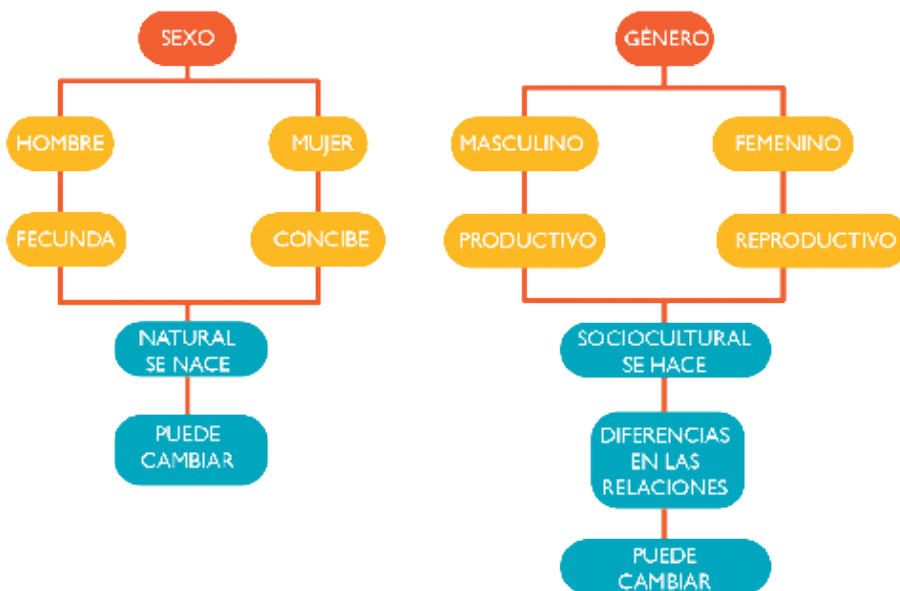 SEXO
HOMBRE
MUJER
FECUNDA
CONCIBE
NATURAL
SE NACE
PUEDE
CAMBIAR
GÉNERO
MASCULINO
FEMENINO
PRODUCTIVO
REPRODUCTIVO
SOCIOCULTURAL
SE HACE
DIFERENCIAS
EN LAS
RELACIONES
PUEDE
CAMBIAR